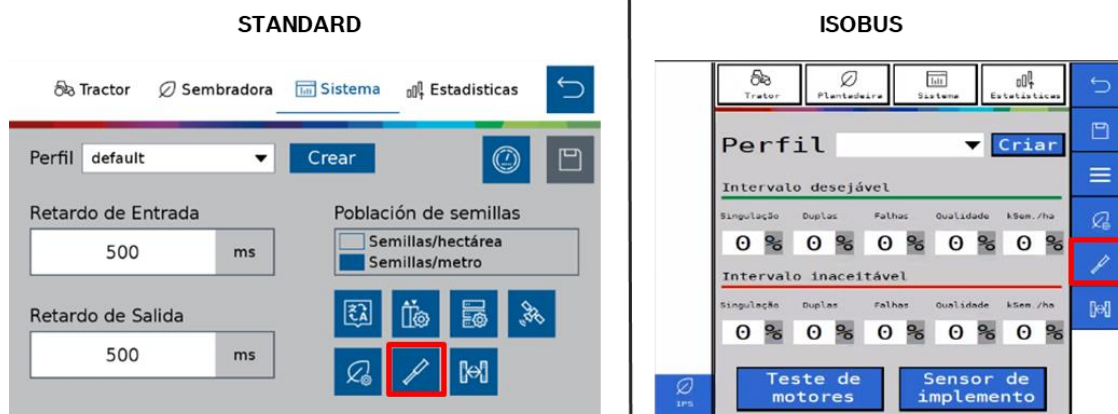 STANDARD
Tractor Sembradora Sistema Estadisticas
Perfil default Crear
Retardo de Entrada
500 ms
Retardo de Salida
500 ms
Población de semillas
Semillas/hectárea
Semillas/metro
ISOBUS
Trator Plantadeira Sistema Estatísticas
Perfil Criar
Intervalo desejável
Singulação Duplas Falhas Qualidade kSem./ha
0 % 0 % 0 % 0 % 0 %
Intervalo inaceitável
Singulação Duplas Falhas Qualidade kSem./ha
0 % 0 % 0 % 0 % 0 %
Teste de
motores
Sensor de
implemento
IPS